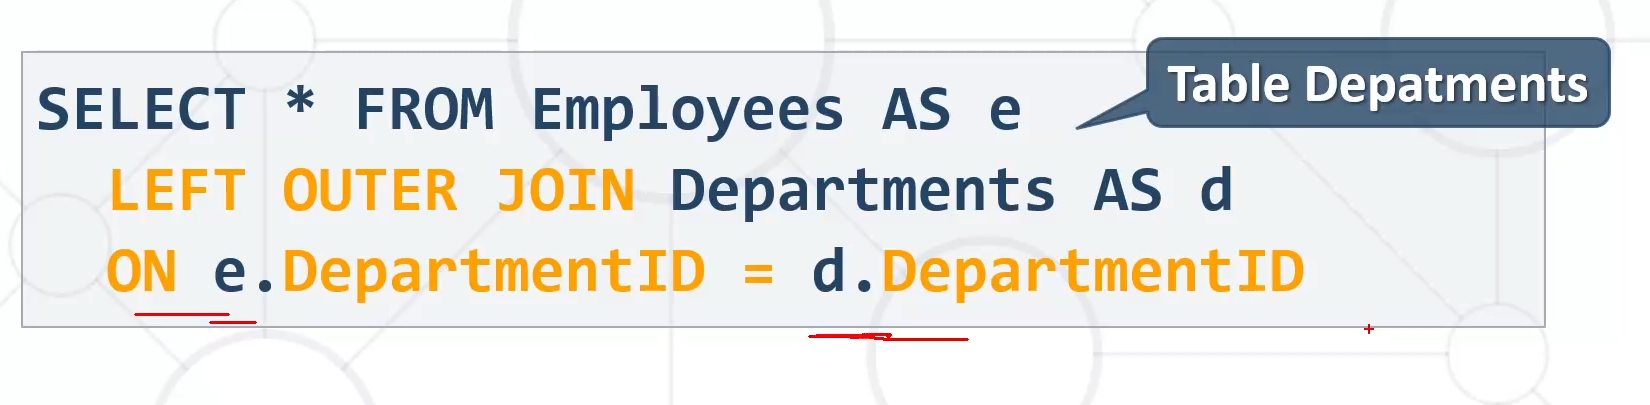 SELECT * FROM Employees AS e
Table Depatments
LEFT OUTER JOIN Departments AS d
ON e.DepartmentID = d.DepartmentID